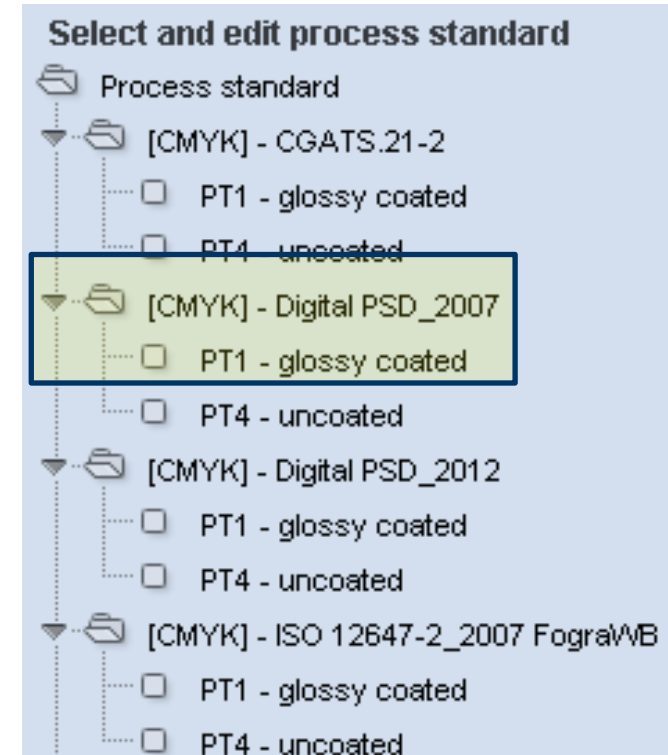 Select and edit process standard
Process standard
[CMYK] - CGATS.21-2
PT1 - glossy coated
PT4 - uncoated
[CMYK] - Digital PSD_2007
PT1 - glossy coated
PT4 - uncoated
[CMYK] - Digital PSD_2012
PT1 - glossy coated
PT4 - uncoated
[CMYK] - ISO 12647-2_2007 FograWB
PT1 - glossy coated
PT4 - uncoated